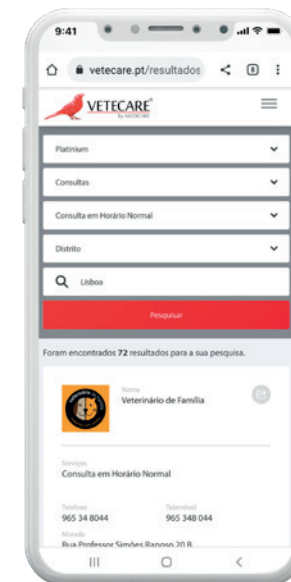 9:41
vetecare.pt/resultados
VETECARE®
by MEDICARE
Platinium
Consultas
Consulta em Horário Normal
Distrito
Lisboa
Pesquisar
Foram encontrados 72 resultados para a sua pesquisa.
Nome
Veterinário de Família
Serviços
Consulta em Horário Normal
Telefone Telemóvel
965 34 8044 965 348 044
Morada
Rua Professor Simões Raposo 20 B